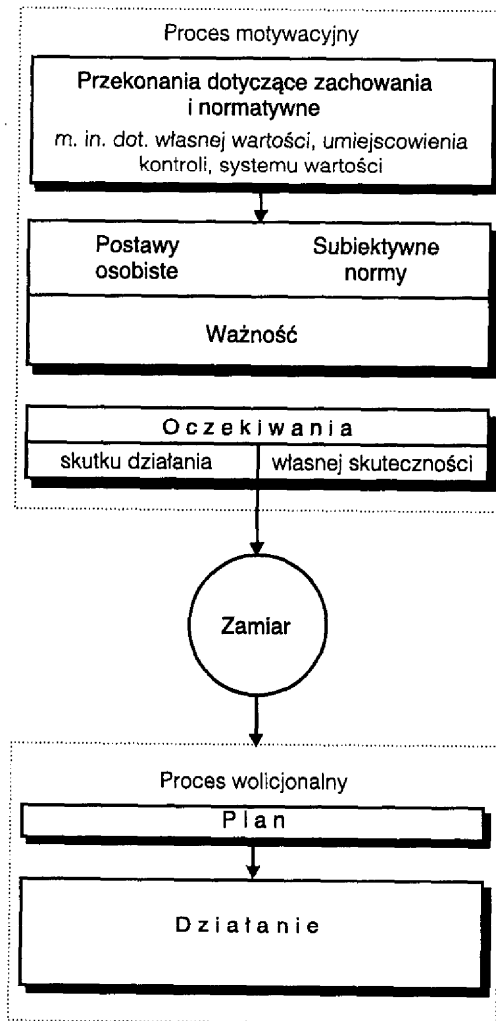 Proces motywacyjny
Przekonania dotyczące zachowania
i normatywne
m. in. dot. własnej wartości, umiejscowienia
kontroli, systemu wartości
Postawy
osobiste
Subiektywne
normy
Ważność
Oczekiwania
skutku działania
własnej skuteczności
Zamiar
Proces wolicjonalny
Plan
Działanie